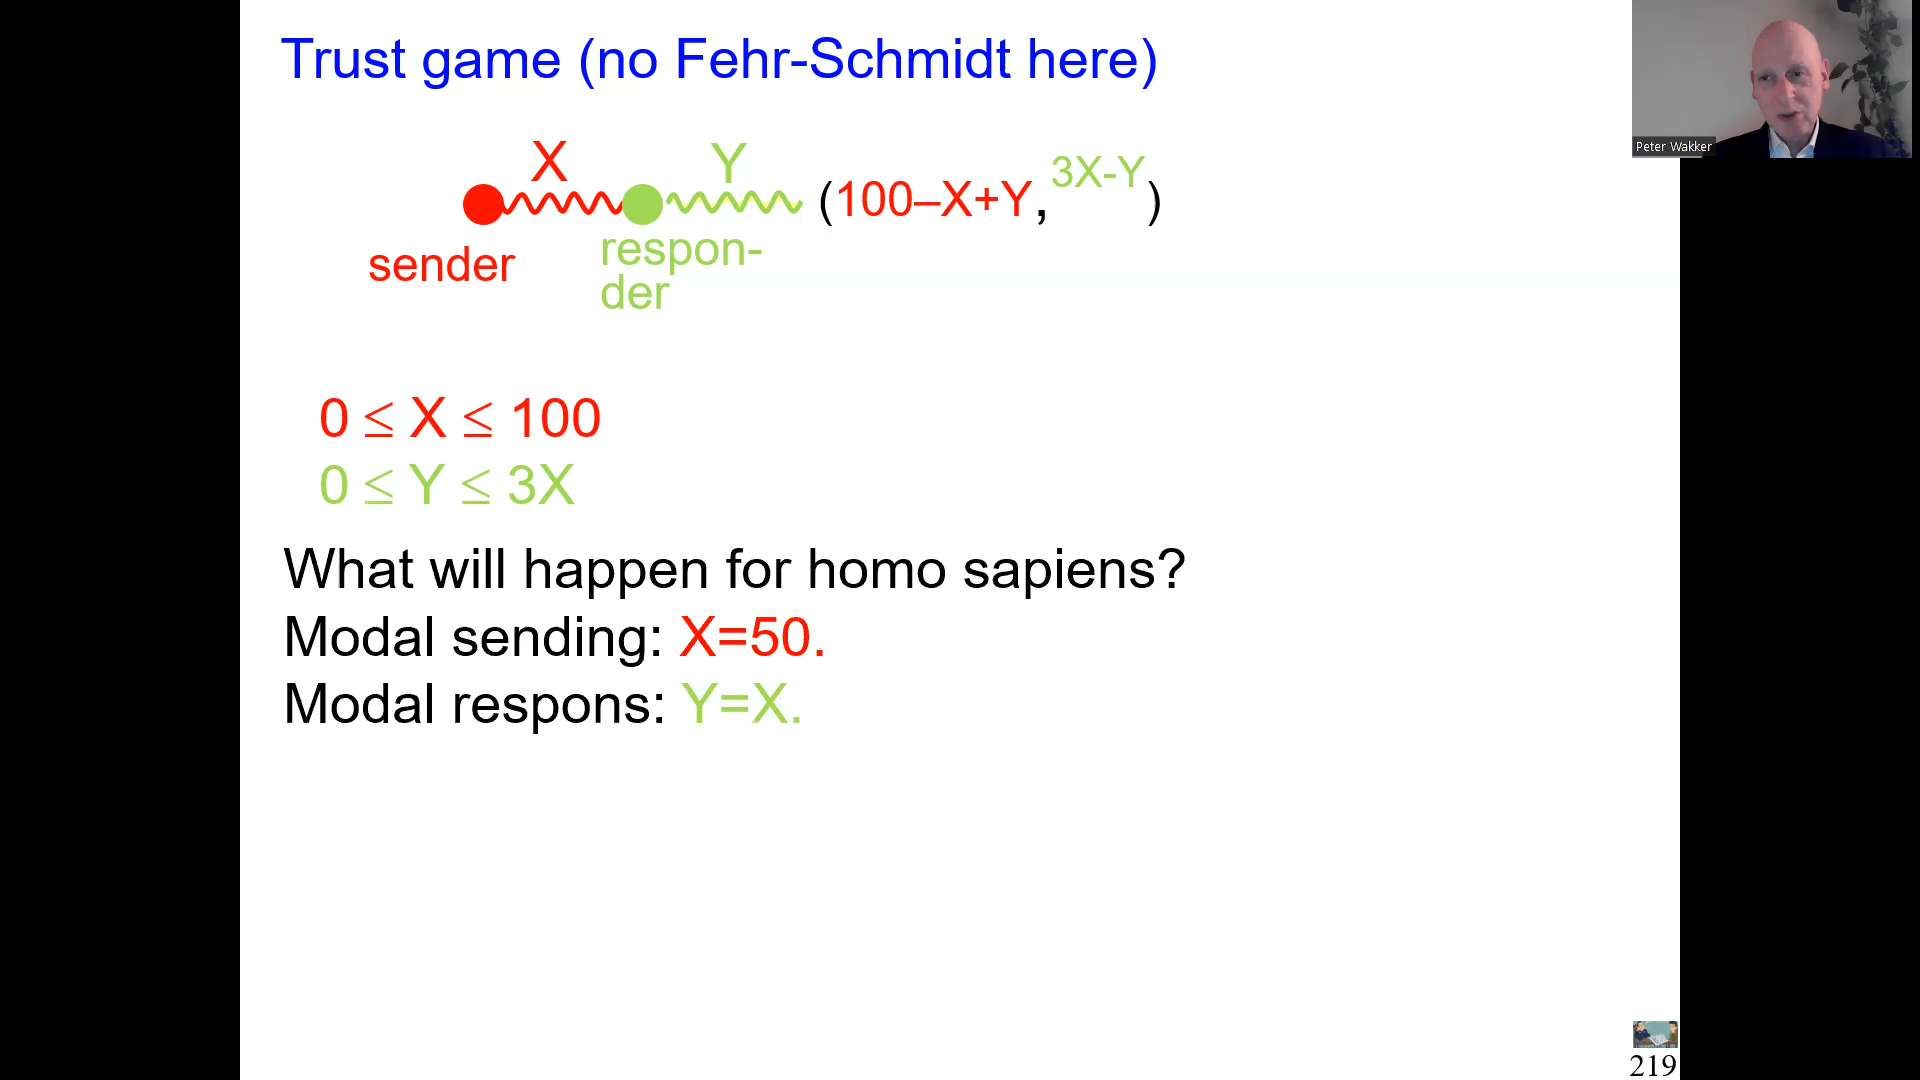 Trust game (no Fehr-Schmidt here)
Peter Wakker
X
Y
(100–X+Y, 3X-Y)
sender
respon-
der
0 ≤ X ≤ 100
0 ≤ Y ≤ 3X
What will happen for homo sapiens?
Modal sending: X=50.
Modal respons: Y=X.
219